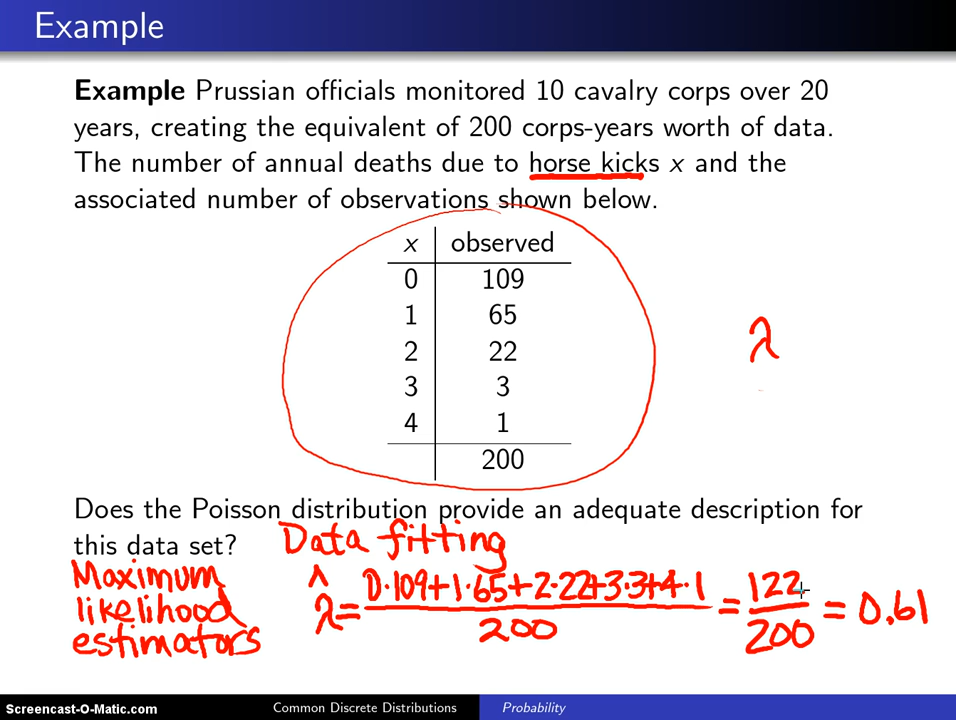 Example
Example Prussian officials monitored 10 cavalry corps over 20
years, creating the equivalent of 200 corps-years worth of data.
The number of annual deaths due to horse kicks x and the
associated number of observations shown below.
x observed
0 109
1 65
2 22
3 3
4 1
200
λ
Does the Poisson distribution provide an adequate description for
this data set? Data fitting
Maximum
likelihood
estimators
λ̂ = (0·109+1·65+2·22+3·3+4·1)/200 = 122/200 = 0.61
Screencast-O-Matic.com Common Discrete Distributions Probability